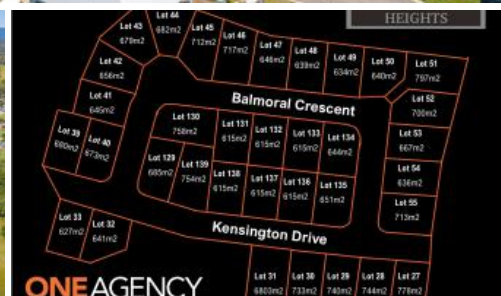 HEIGHTS
Lot 44
682m2
Lot 43
679m2
Lot 45
712m2
Lot 46
717m2
Lot 47
646m2
Lot 48
639m2
Lot 49
634m2
Lot 50
640m2
Lot 51
797m2
Lot 42
656m2
Lot 41
645m2
Balmoral Crescent
Lot 52
700m2
Lot 39
660m2
Lot 40
673m2
Lot 130
758m2
Lot 131
615m2
Lot 132
615m2
Lot 133
615m2
Lot 134
644m2
Lot 53
667m2
Lot 129
685m2
Lot 139
754m2
Lot 138
615m2
Lot 137
615m2
Lot 136
615m2
Lot 135
651m2
Lot 54
636m2
Lot 55
713m2
Lot 33
627m2
Lot 32
641m2
Kensington Drive
Lot 31
6803m2
Lot 30
733m2
Lot 29
740m2
Lot 28
744m2
Lot 27
778m2
ONEAGENCY